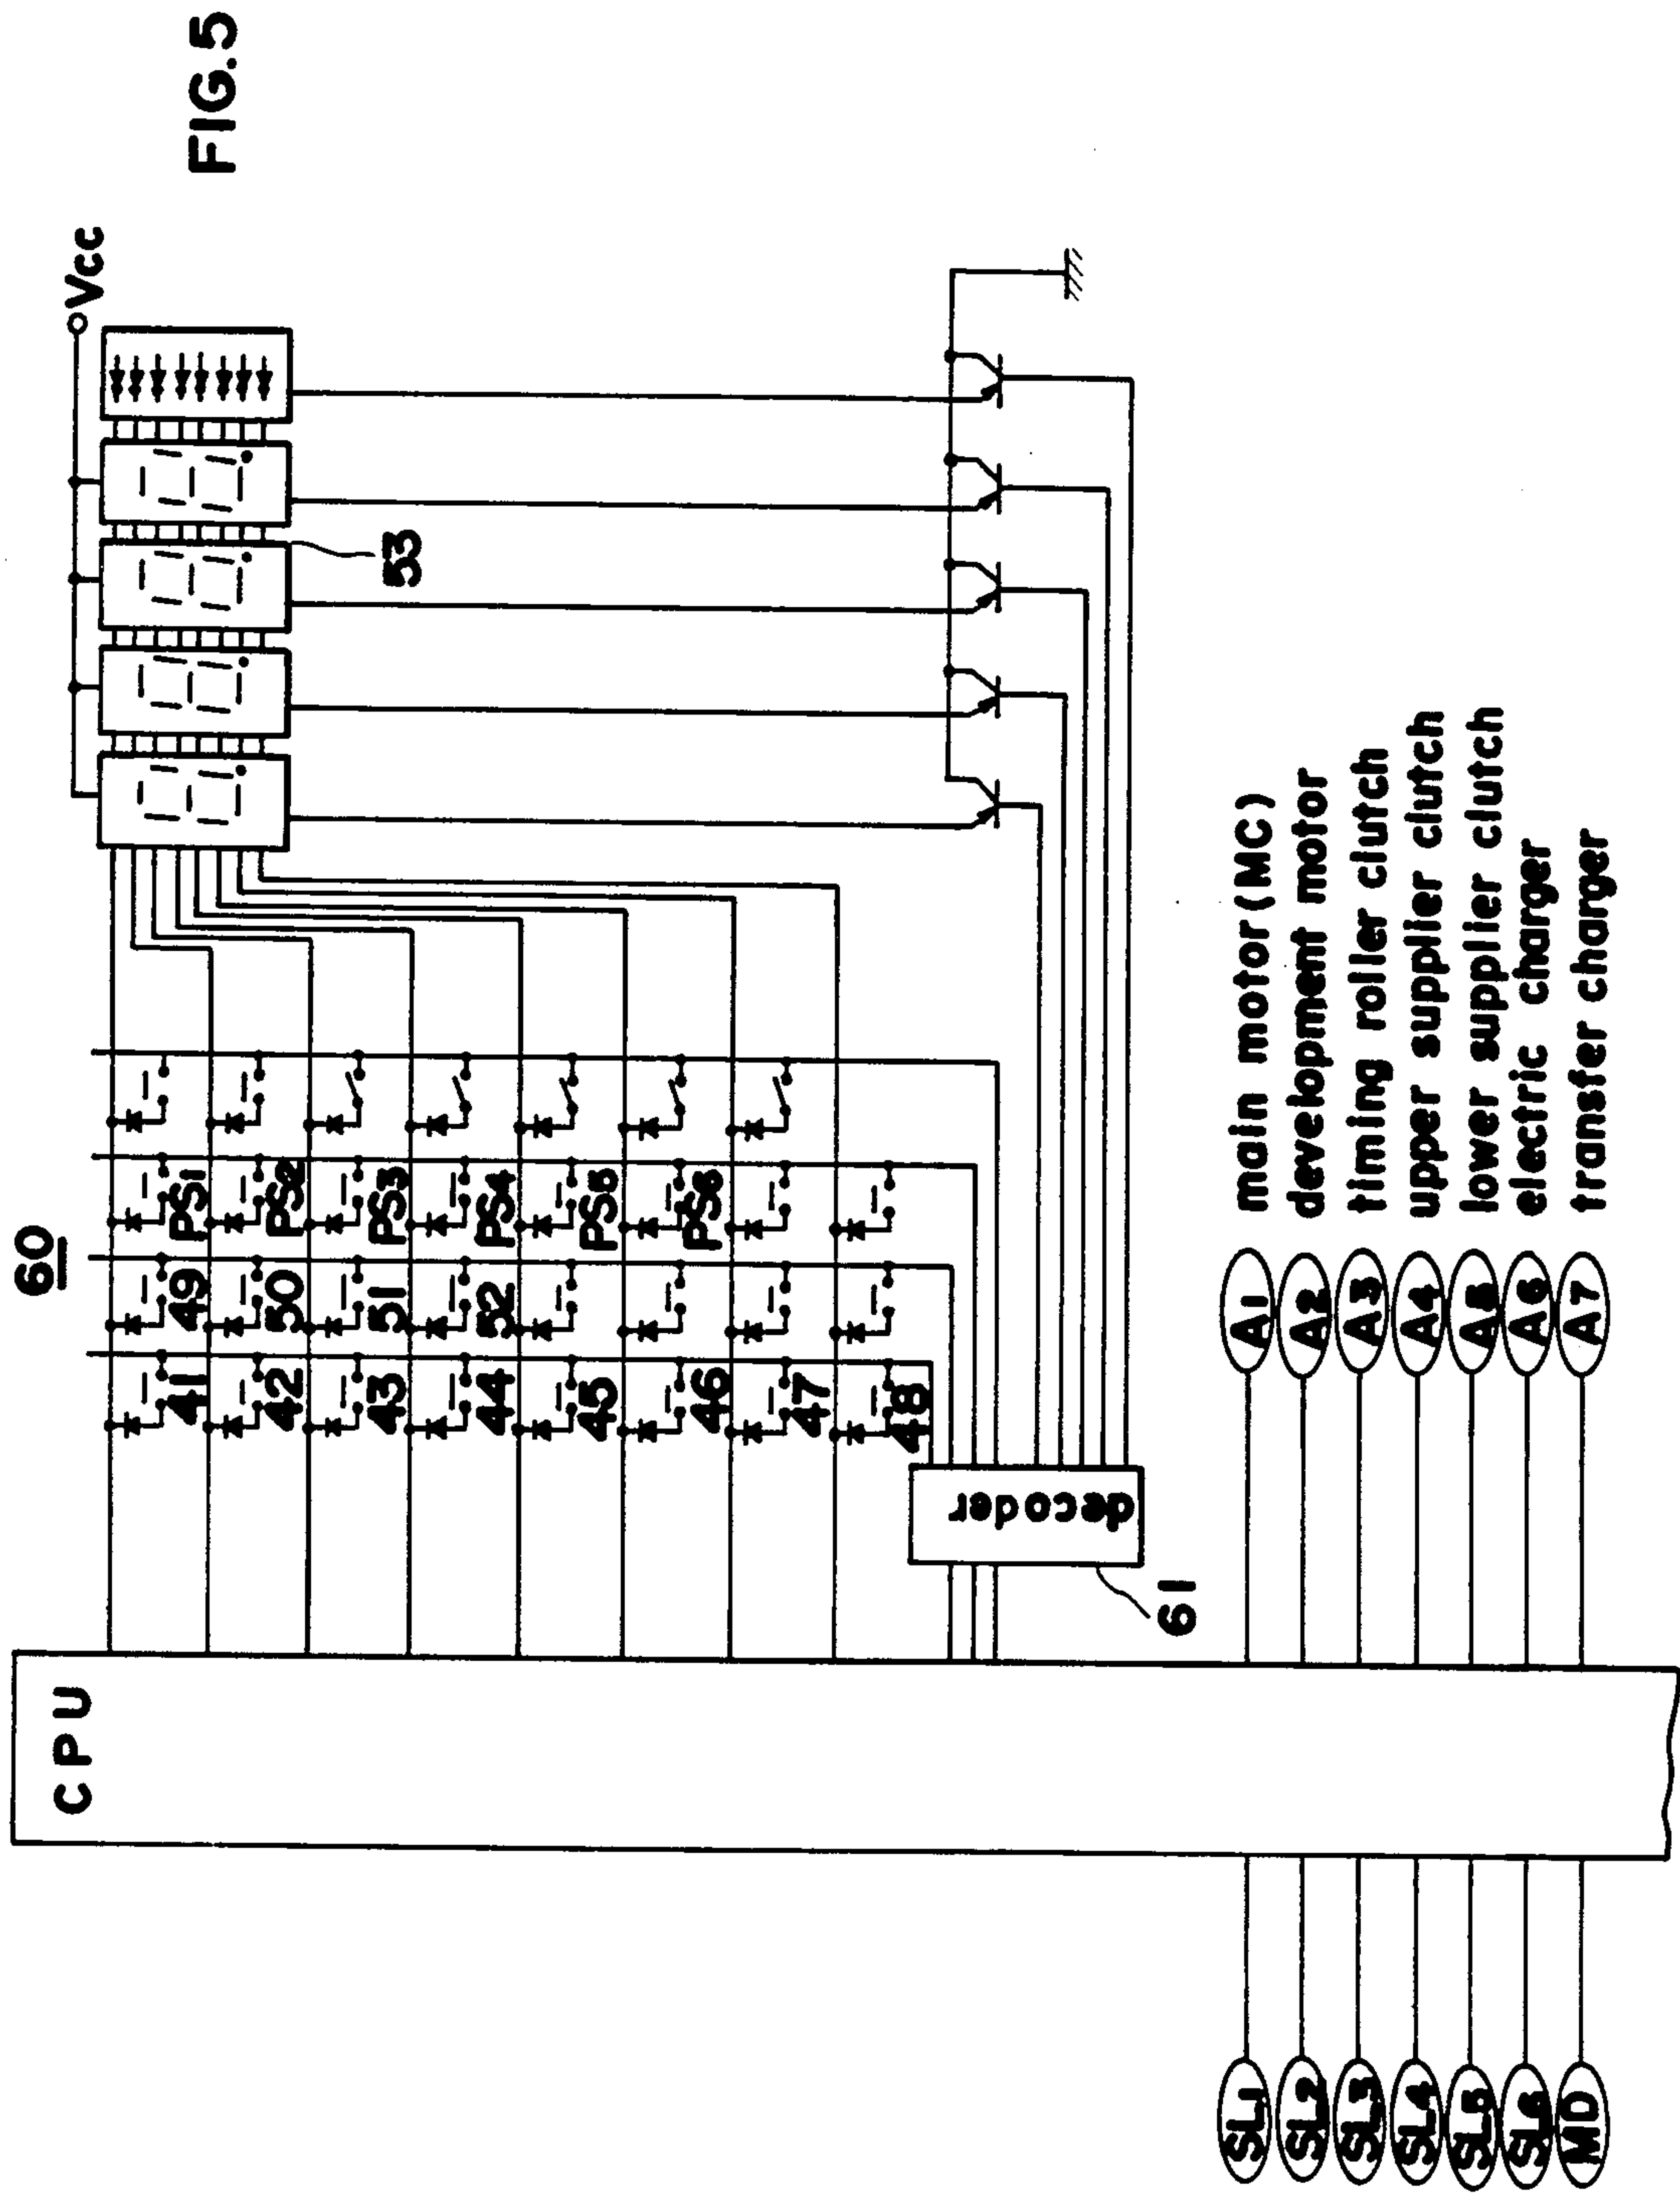 FIG.5
Vcc
53
60
PS1
PS2
PS3
PS4
PS5
PS6
49
50
51
52
41
42
43
44
45
46
47
48
decoder
61
CPU
A1 main motor(MC)
A2 development motor
A3 timing roller clutch
A4 upper supplier clutch
A5 lower supplier clutch
A6 electric charger
A7 transfer charger
SL1
SL2
SL3
SL4
SL5
SL6
MD